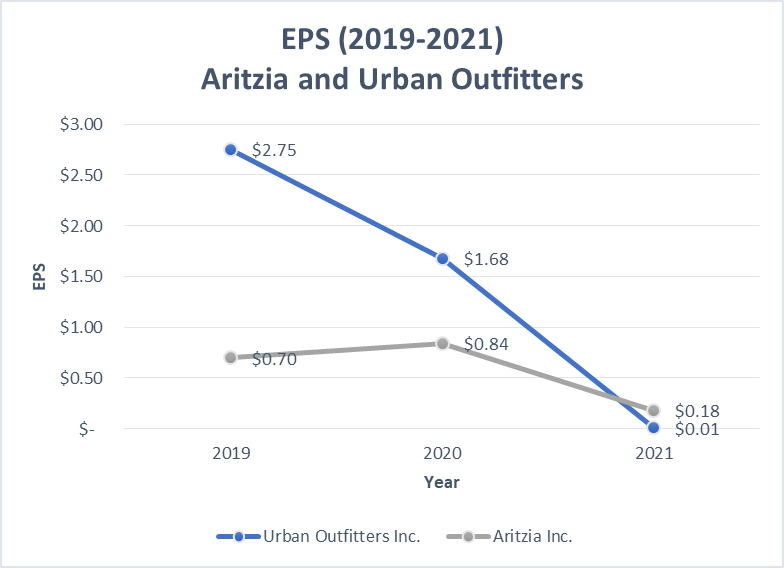 EPS (2019-2021)
Aritzia and Urban Outfitters
$3.00
$2.50
$2.00
$1.50
$1.00
$0.50
$-
EPS
$2.75
$1.68
$0.70
$0.84
$0.18
$0.01
2019 2020 2021
Year
Urban Outfitters Inc. Aritzia Inc.